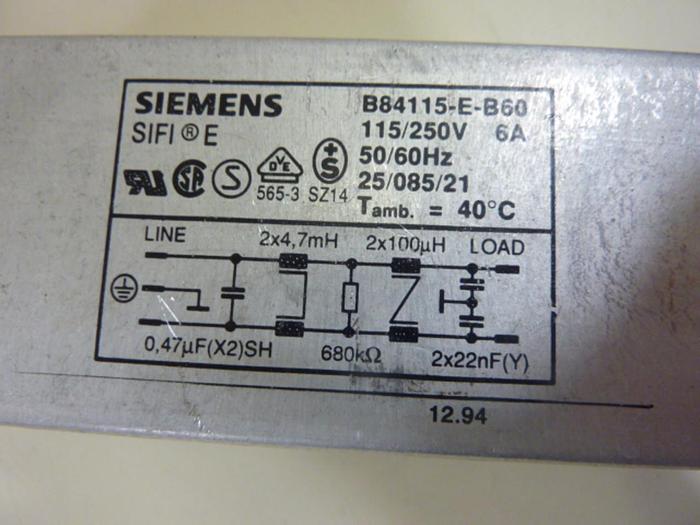 SIEMENS B84115-E-B60
SIFI ® E 115/250V 6A
50/60Hz
565-3 SZ14 25/085/21
Tamb. = 40°C
LINE 2x4,7mH 2x100µH LOAD
0,47µF(X2)SH 680kΩ 2x22nF(Y)
12.94